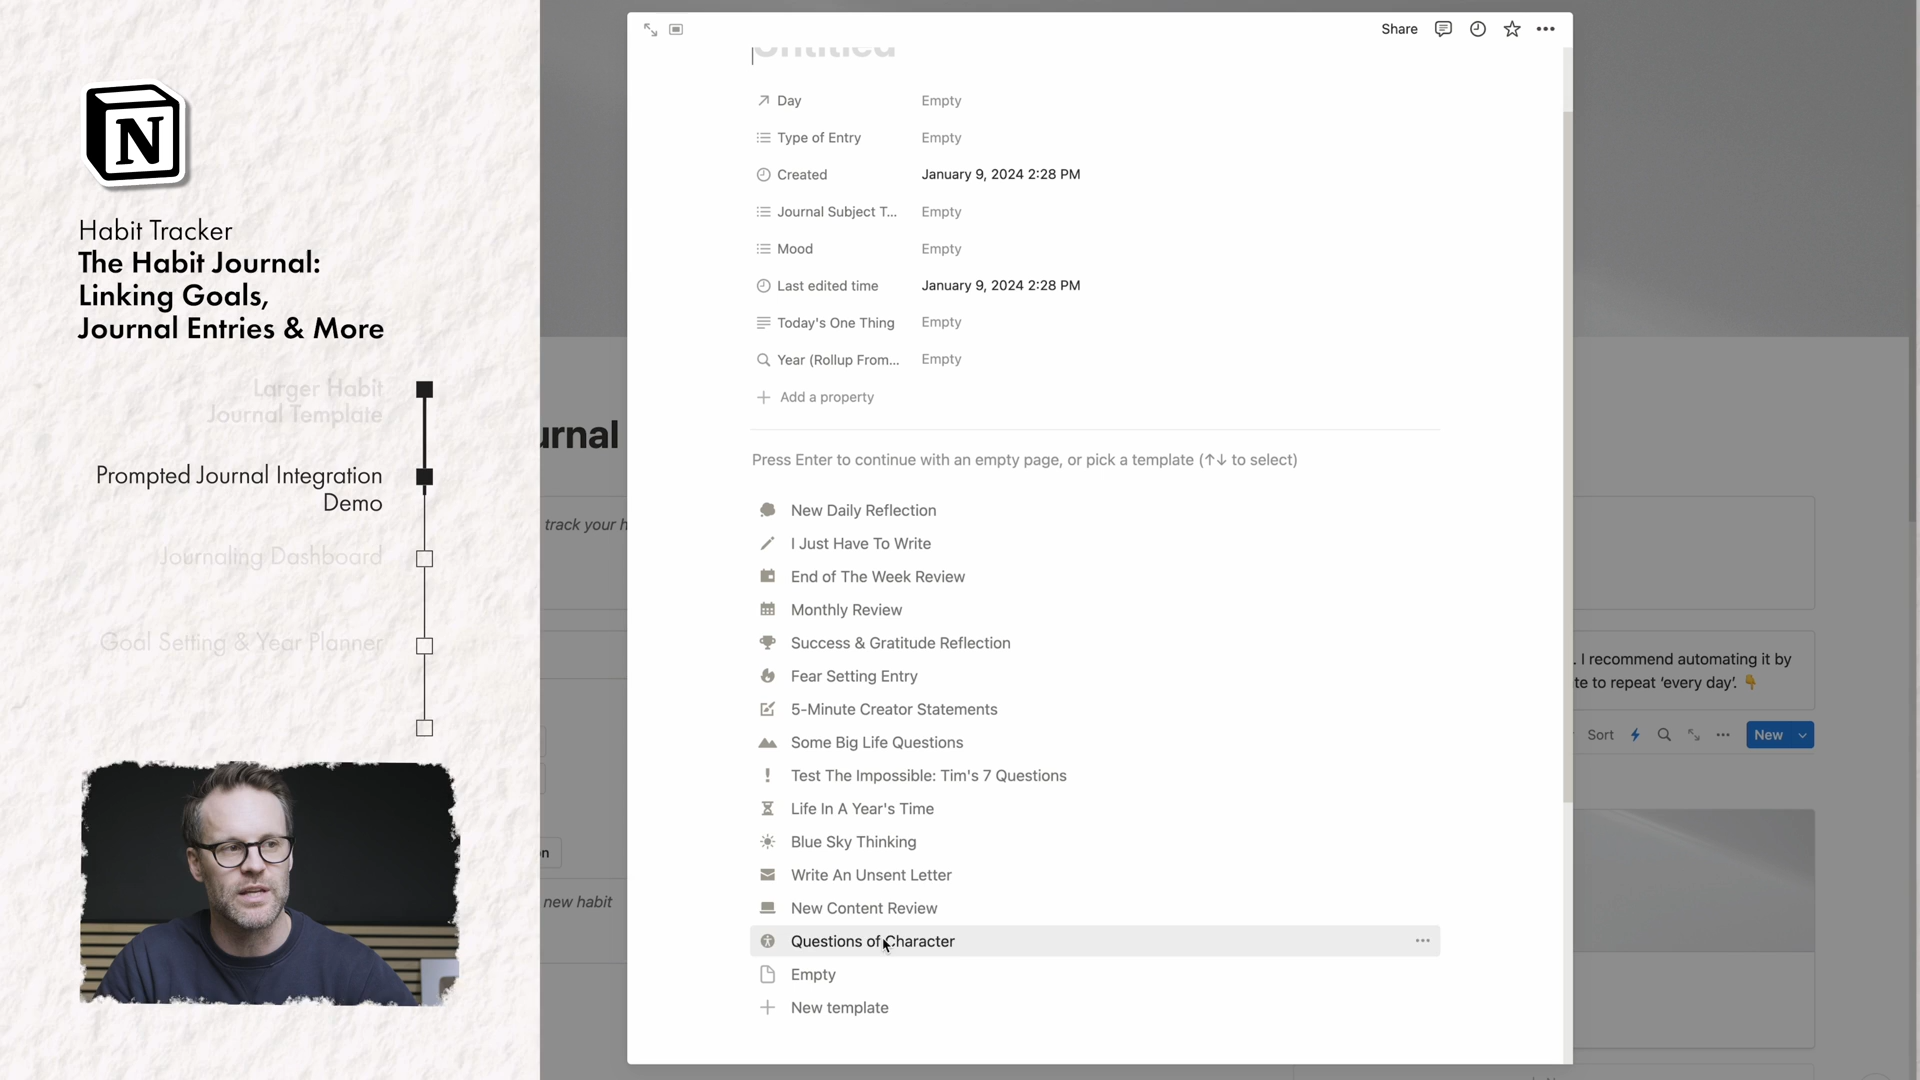 N
Habit Tracker
The Habit Journal:
Linking Goals,
Journal Entries & More
Larger Habit
Journal Template
Prompted Journal Integration
Demo
Journaling Dashboard
Goal Setting & Year Planner
Share
Untitled
Day Empty
Type of Entry Empty
Created January 9, 2024 2:28 PM
Journal Subject T... Empty
Mood Empty
Last edited time January 9, 2024 2:28 PM
Today's One Thing Empty
Year (Rollup From... Empty
Add a property
Press Enter to continue with an empty page, or pick a template (↑↓ to select)
New Daily Reflection
I Just Have To Write
End of The Week Review
Monthly Review
Success & Gratitude Reflection
Fear Setting Entry
5-Minute Creator Statements
Some Big Life Questions
Test The Impossible: Tim's 7 Questions
Life In A Year's Time
Blue Sky Thinking
Write An Unsent Letter
New Content Review
Questions of Character
Empty
New template
urnal
track your h
on
new habit
. I recommend automating it by
te to repeat ‘every day’. 👇
Sort
New